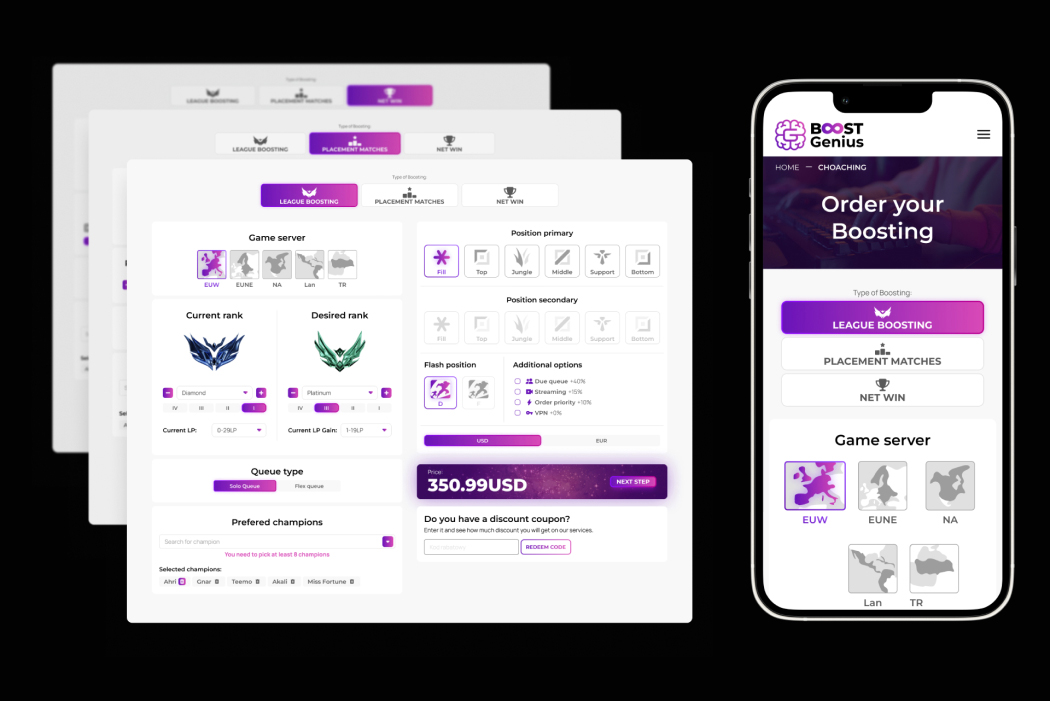 Type of Boosting
LEAGUE BOOSTING
PLACEMENT MATCHES
NET WIN
Type of Boosting
LEAGUE BOOSTING
PLACEMENT MATCHES
NET WIN
Type of Boosting
LEAGUE BOOSTING
PLACEMENT MATCHES
NET WIN
Game server
EUW
EUNE
NA
Lan
TR
Current rank
Desired rank
Diamond
Platinum
IV
III
II
I
IV
III
II
I
Current LP:
0-29LP
Current LP Gain:
1-19LP
Queue type
Solo Queue
Flex queue
Prefered champions
Search for champion
You need to pick at least 8 champions
Selected champions:
Ahri
Gnar
Teemo
Akali
Miss Fortune
Position primary
Fill
Top
Jungle
Middle
Support
Bottom
Position secondary
Fill
Top
Jungle
Middle
Support
Bottom
Flash position
D
F
Additional options
Due queue +40%
Streaming +15%
Order priority +10%
VPN +0%
USD
EUR
Price:
350.99USD
NEXT STEP
Do you have a discount coupon?
Enter it and see how much discount you will get on our services.
REDEEM CODE
BOOST
Genius
HOME — CHOACHING
Order your
Boosting
Type of Boosting:
LEAGUE BOOSTING
PLACEMENT MATCHES
NET WIN
Game server
EUW
EUNE
NA
Lan
TR